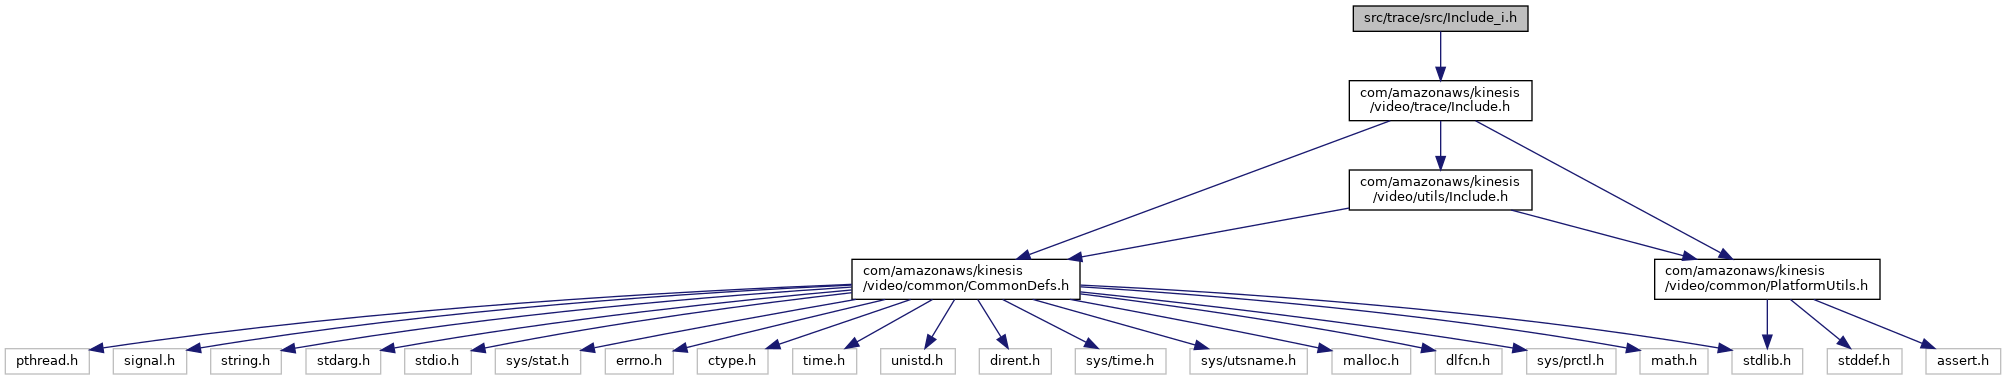 src/trace/src/Include_i.h
com/amazonaws/kinesis
/video/trace/Include.h
com/amazonaws/kinesis
/video/utils/Include.h
com/amazonaws/kinesis
/video/common/CommonDefs.h
com/amazonaws/kinesis
/video/common/PlatformUtils.h
pthread.h
signal.h
string.h
stdarg.h
stdio.h
sys/stat.h
errno.h
ctype.h
time.h
unistd.h
dirent.h
sys/time.h
sys/utsname.h
malloc.h
dlfcn.h
sys/prctl.h
math.h
stdlib.h
stddef.h
assert.h